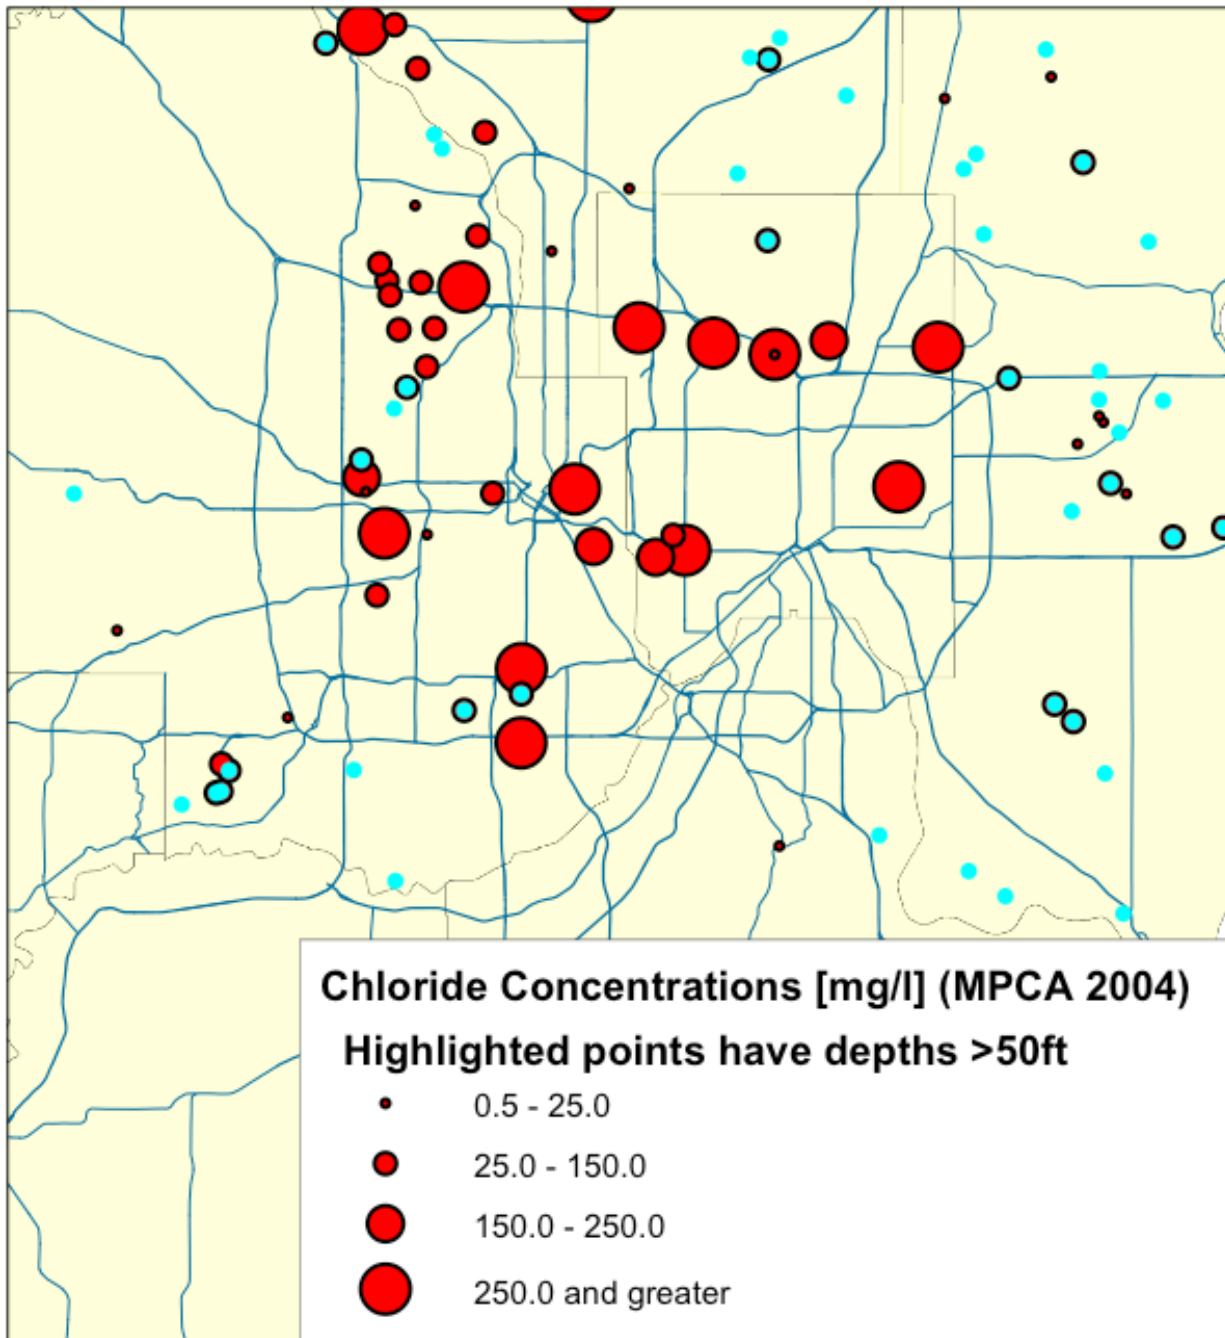 Chloride Concentrations [mg/l] (MPCA 2004)
Highlighted points have depths >50ft
0.5 - 25.0
25.0 - 150.0
150.0 - 250.0
250.0 and greater